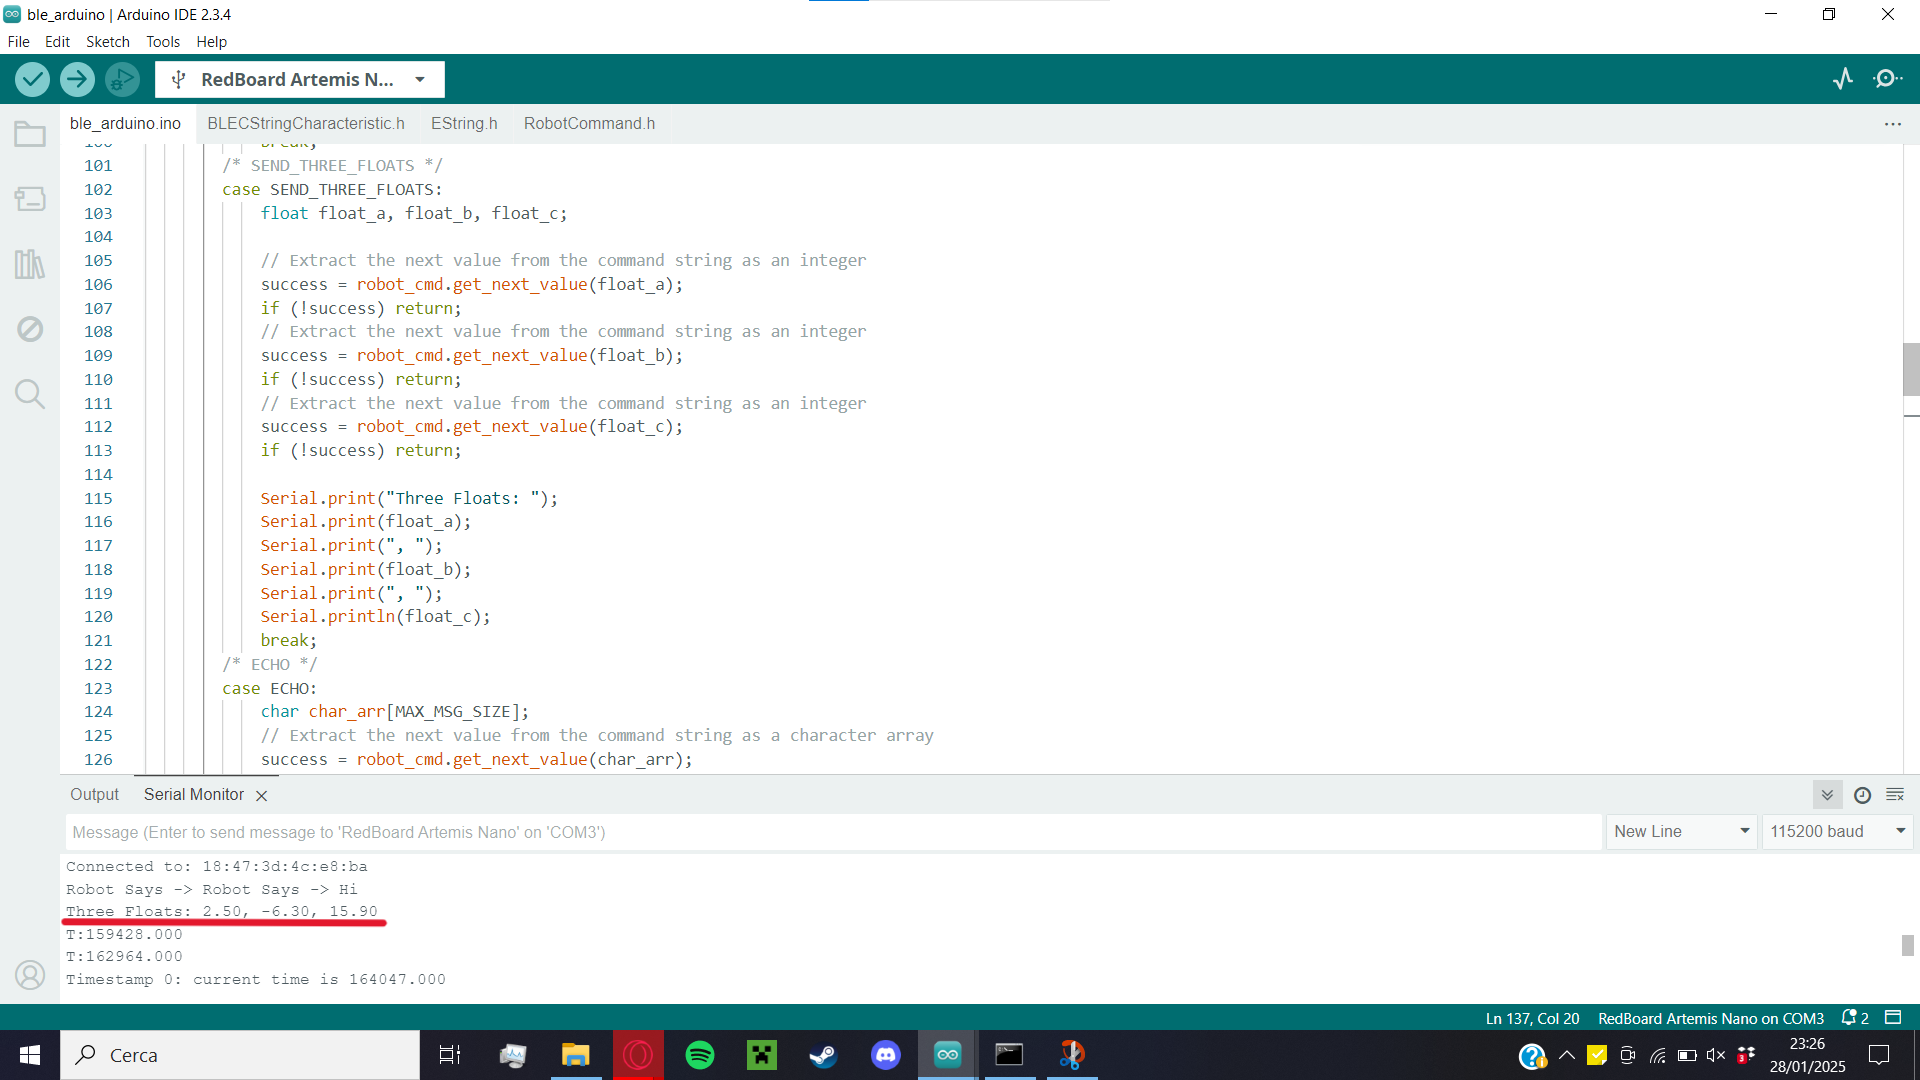 ble_arduino | Arduino IDE 2.3.4
File Edit Sketch Tools Help
RedBoard Artemis N...
ble_arduino.ino BLECStringCharacteristic.h EString.h RobotCommand.h
100 break;
101 /* SEND_THREE_FLOATS */
102 case SEND_THREE_FLOATS:
103 float float_a, float_b, float_c;
104
105 // Extract the next value from the command string as an integer
106 success = robot_cmd.get_next_value(float_a);
107 if (!success) return;
108 // Extract the next value from the command string as an integer
109 success = robot_cmd.get_next_value(float_b);
110 if (!success) return;
111 // Extract the next value from the command string as an integer
112 success = robot_cmd.get_next_value(float_c);
113 if (!success) return;
114
115 Serial.print("Three Floats: ");
116 Serial.print(float_a);
117 Serial.print(", ");
118 Serial.print(float_b);
119 Serial.print(", ");
120 Serial.println(float_c);
121 break;
122 /* ECHO */
123 case ECHO:
124 char char_arr[MAX_MSG_SIZE];
125 // Extract the next value from the command string as a character array
126 success = robot_cmd.get_next_value(char_arr);
Output Serial Monitor
Message (Enter to send message to 'RedBoard Artemis Nano' on 'COM3') New Line 115200 baud
Connected to: 18:47:3d:4c:e8:ba
Robot Says -> Robot Says -> Hi
Three Floats: 2.50, -6.30, 15.90
T:159428.000
T:162964.000
Timestamp 0: current time is 164047.000
Ln 137, Col 20 RedBoard Artemis Nano on COM3 2
Cerca
3
23:26
28/01/2025